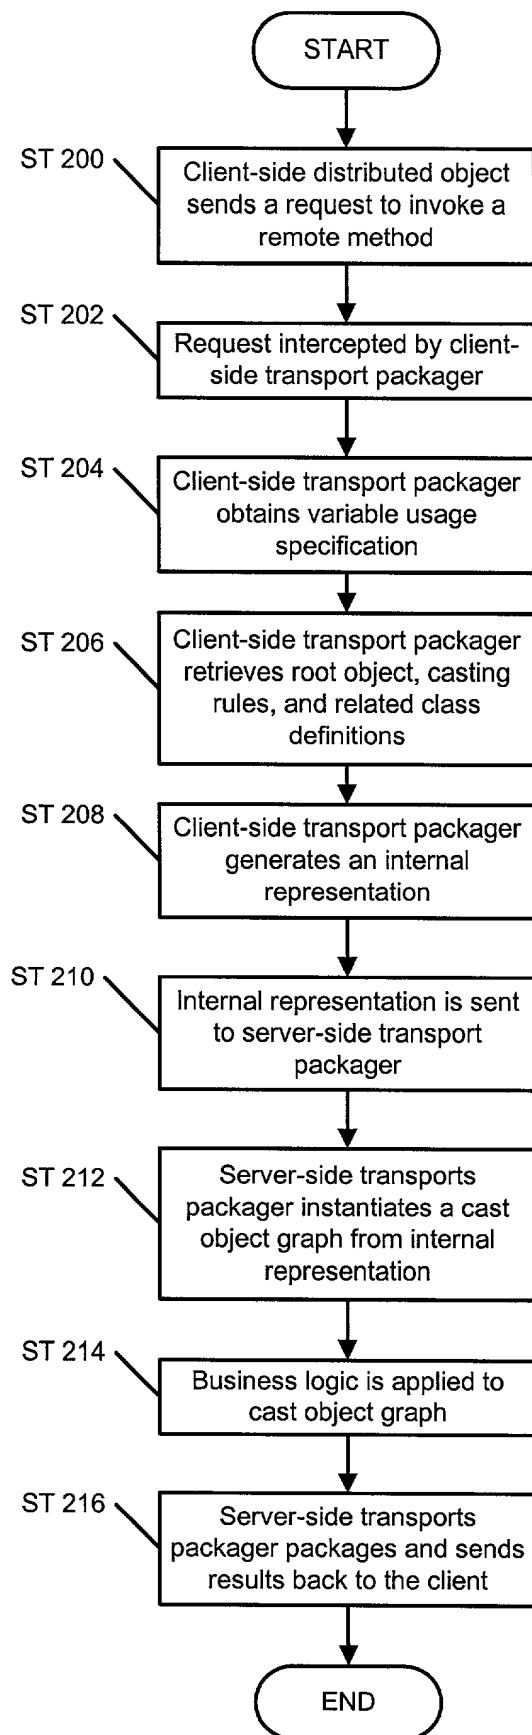 START
ST 200
Client-side distributed object
sends a request to invoke a
remote method
ST 202
Request intercepted by client-
side transport packager
ST 204
Client-side transport packager
obtains variable usage
specification
ST 206
Client-side transport packager
retrieves root object, casting
rules, and related class
definitions
ST 208
Client-side transport packager
generates an internal
representation
ST 210
Internal representation is sent
to server-side transport
packager
ST 212
Server-side transports
packager instantiates a cast
object graph from internal
representation
ST 214
Business logic is applied to
cast object graph
ST 216
Server-side transports
packager packages and sends
results back to the client
END